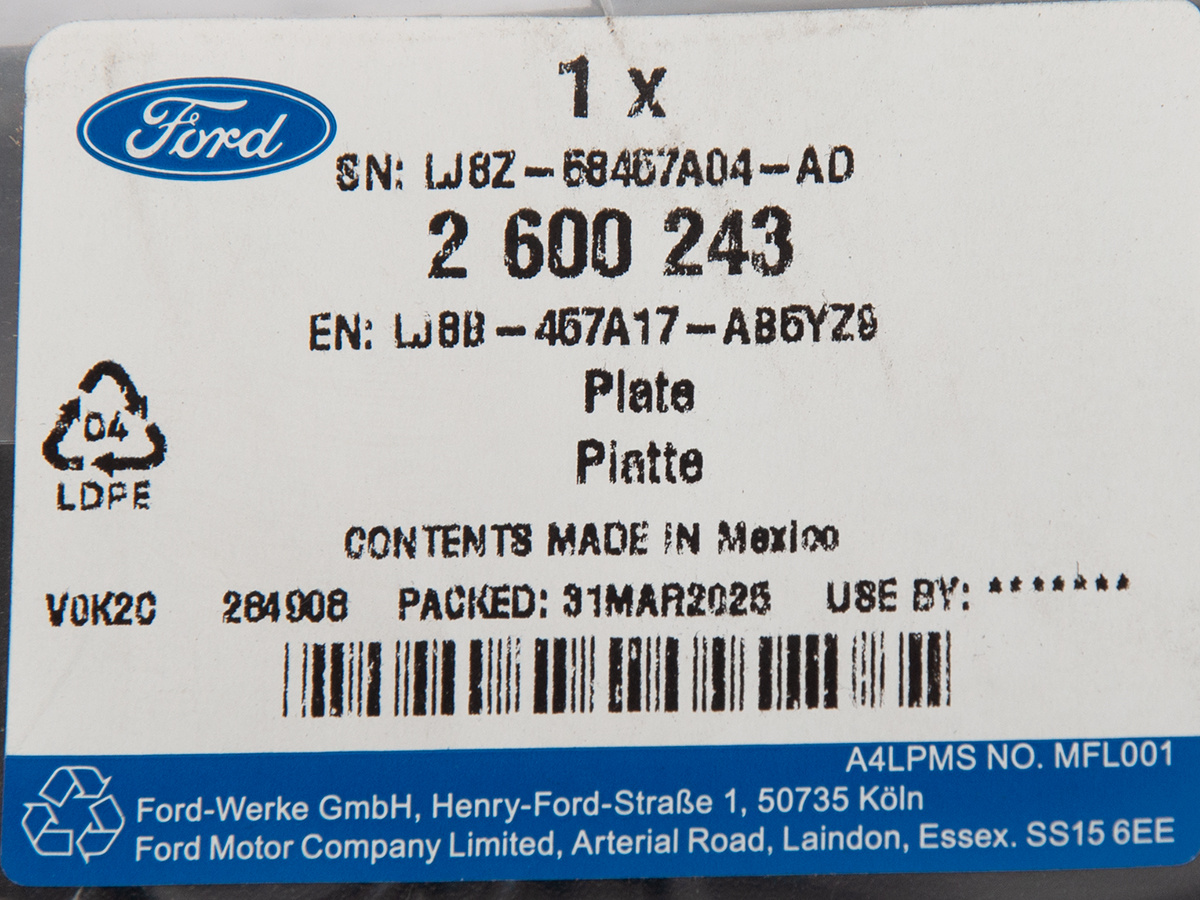 1 x
Ford
SN: LJ8Z-58467A04-AD
2 600 243
EN: LJ8B-467A17-AB5YZ9
Plate
Platte
04
LDPE
CONTENTS MADE IN Mexico
V0K2C 284908 PACKED: 31MAR2025 USE BY: *******
A4LPMS NO. MFL001
Ford-Werke GmbH, Henry-Ford-Straße 1, 50735 Köln
Ford Motor Company Limited, Arterial Road, Laindon, Essex. SS15 6EE